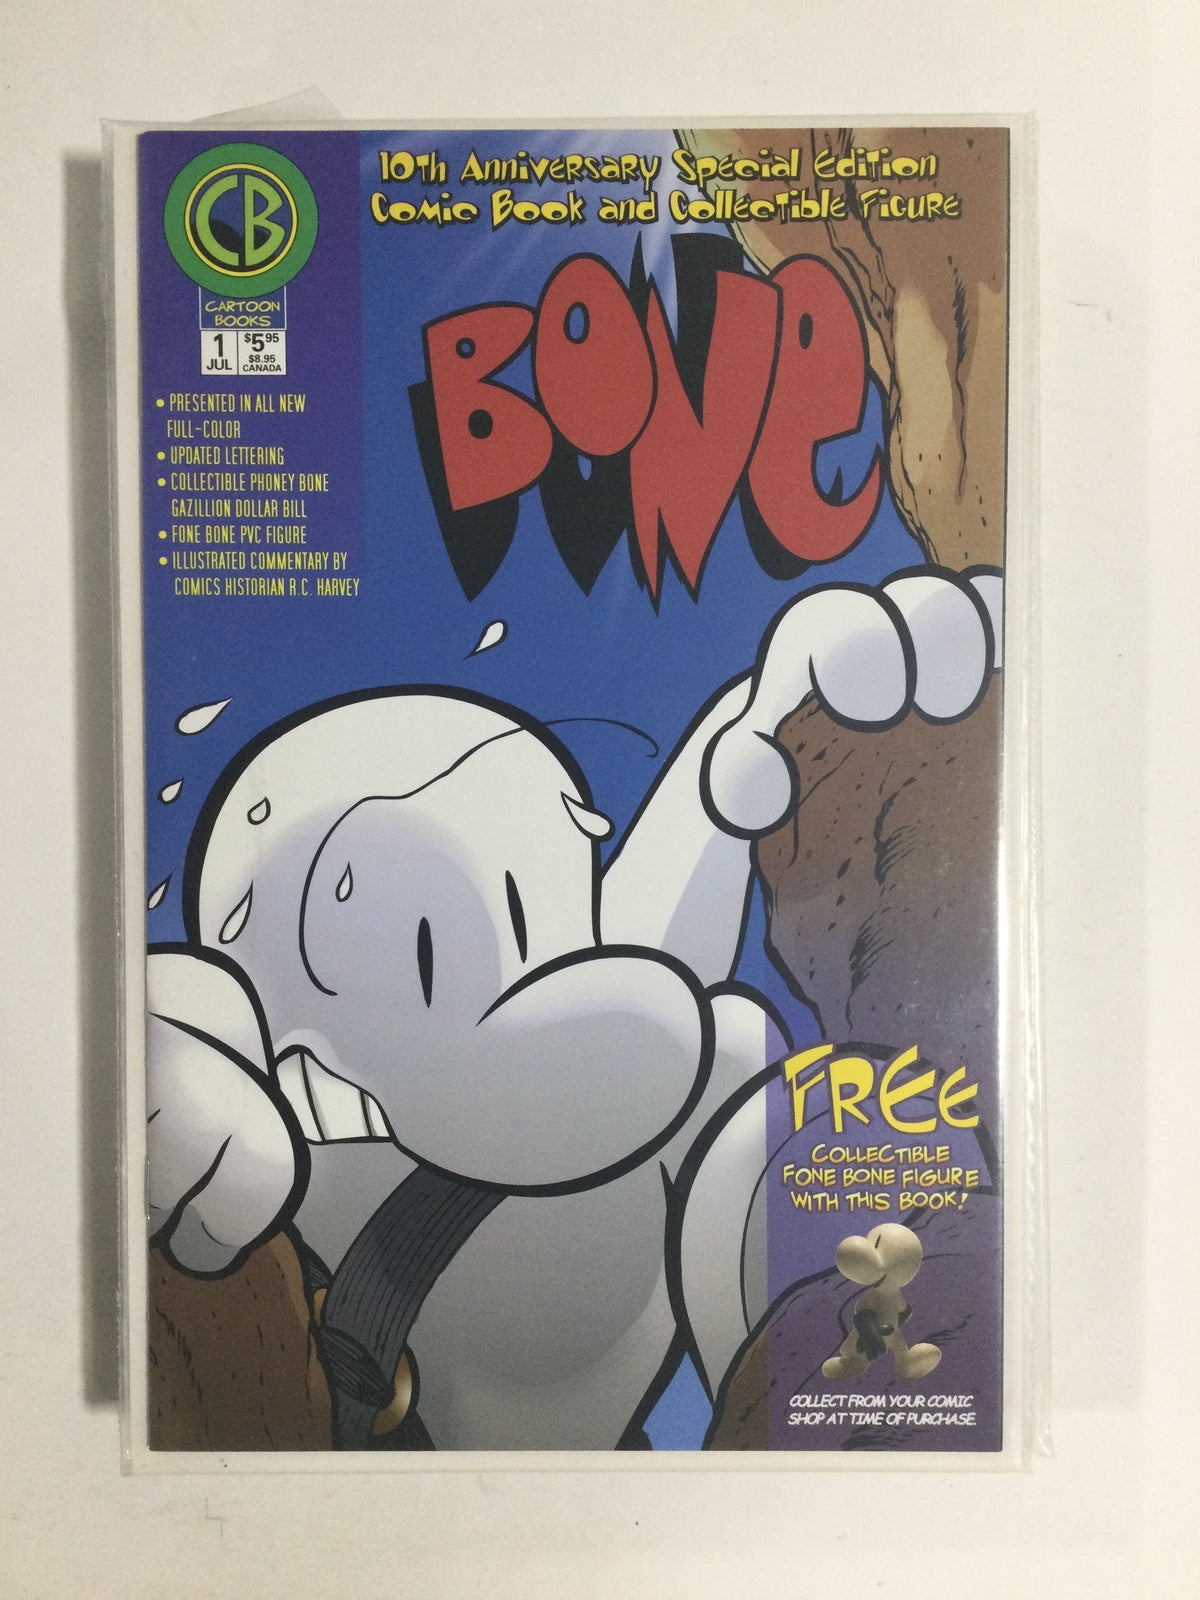 10th Anniversary Special Edition
Comic Book and Collectible Figure
BONE
CB
CARTOON
BOOKS
1
JUL
$5.95
$8.95
CANADA
• PRESENTED IN ALL NEW
FULL-COLOR
• UPDATED LETTERING
• COLLECTIBLE PHONEY BONE
GAZILLION DOLLAR BILL
• FONE BONE PVC FIGURE
• ILLUSTRATED COMMENTARY BY
COMICS HISTORIAN R.C. HARVEY
FREE
COLLECTIBLE
FONE BONE FIGURE
WITH THIS BOOK!
COLLECT FROM YOUR COMIC
SHOP AT TIME OF PURCHASE.